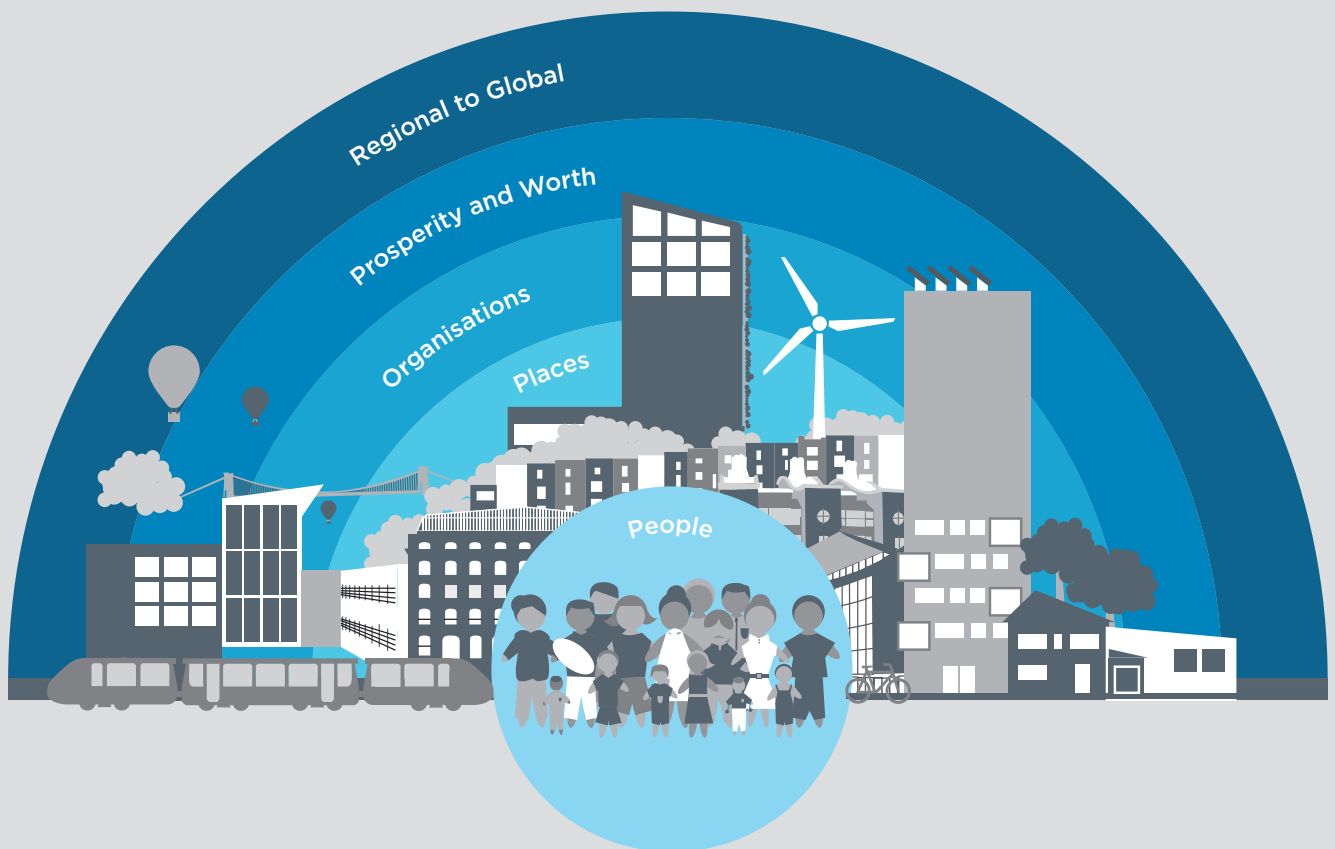 Regional to Global
Prosperity and Worth
Organisations
Places
People